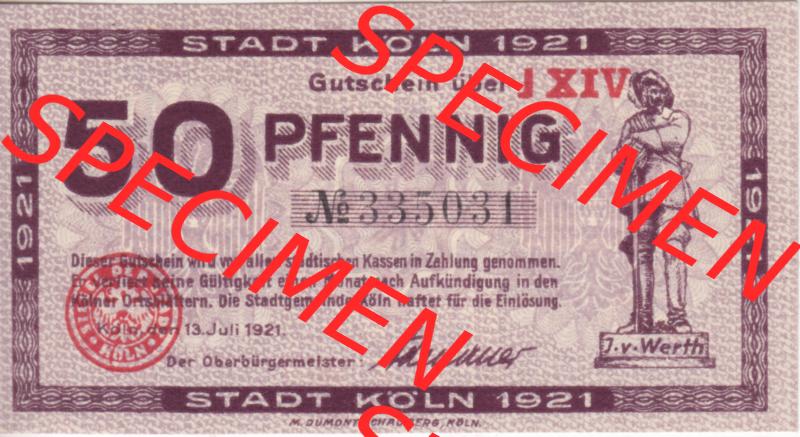 STADT KÖLN 1921
Gutschein über J XIV
50 PFENNIG
№ 335031
Dieser Gutschein wird von allen städtischen Kassen in Zahlung genommen.
Er verliert seine Gültigkeit einen Monat nach Aufkündigung in den
Kölner Ortsblättern. Die Stadtgemeinde Köln haftet für die Einlösung.
Köln, den 13. Juli 1921.
Der Oberbürgermeister:
J. v. Werth
KÖLN
1921
1921
STADT KÖLN 1921
M. DUMONT SCHAUBERG, KÖLN.
SPECIMEN
SPECIMEN